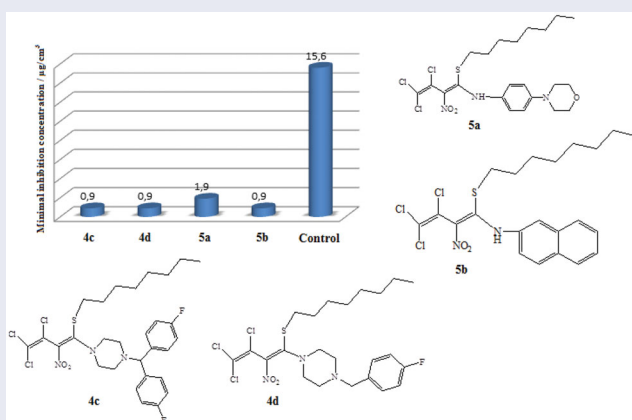 Minimal inhibition concentration / µg/cm³
0,9
0,9
1,9
0,9
15,6
4c
4d
5a
5b
Control
S
Cl
Cl
Cl
NO₂
NH
N
O
5a
S
Cl
Cl
Cl
NO₂
N
H
5b
S
Cl
Cl
Cl
NO₂
N
N
F
F
4c
S
Cl
Cl
Cl
NO₂
N
N
F
4d